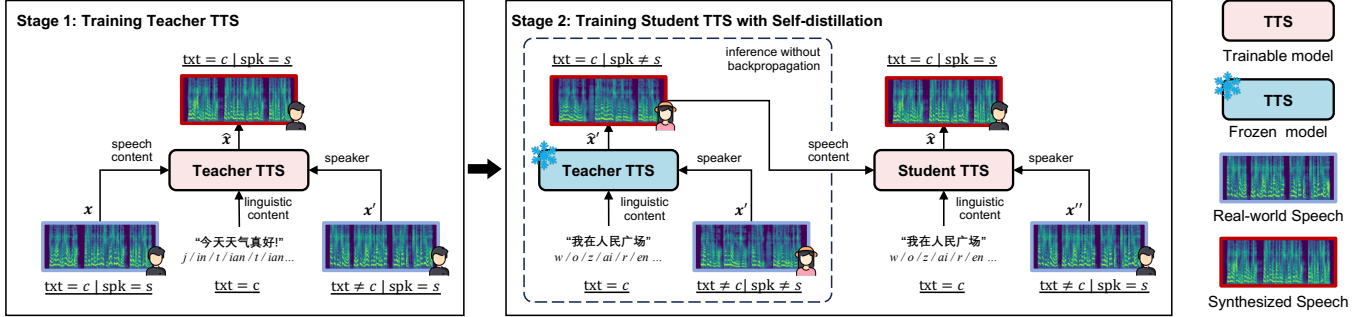 Stage 1: Training Teacher TTS
txt = c | spk = s
x̂
speech
content
speaker
Teacher TTS
x
linguistic
content
x′
"今天天气真好!"
j / in / t / ian / t / ian…
txt = c | spk = s
txt = c
txt ≠ c | spk = s
Stage 2: Training Student TTS with Self-distillation
inference without
backpropagation
txt = c | spk ≠ s
x̂′
speaker
Teacher TTS
linguistic
content
x′
"我在人民广场"
w / o / z / ai / r / en …
txt = c
txt ≠ c | spk ≠ s
txt = c | spk = s
x̂
speech
content
speaker
Student TTS
linguistic
content
x′′
"我在人民广场"
w / o / z / ai / r / en …
txt = c
txt ≠ c | spk = s
TTS
Trainable model
TTS
Frozen model
Real-world Speech
Synthesized Speech